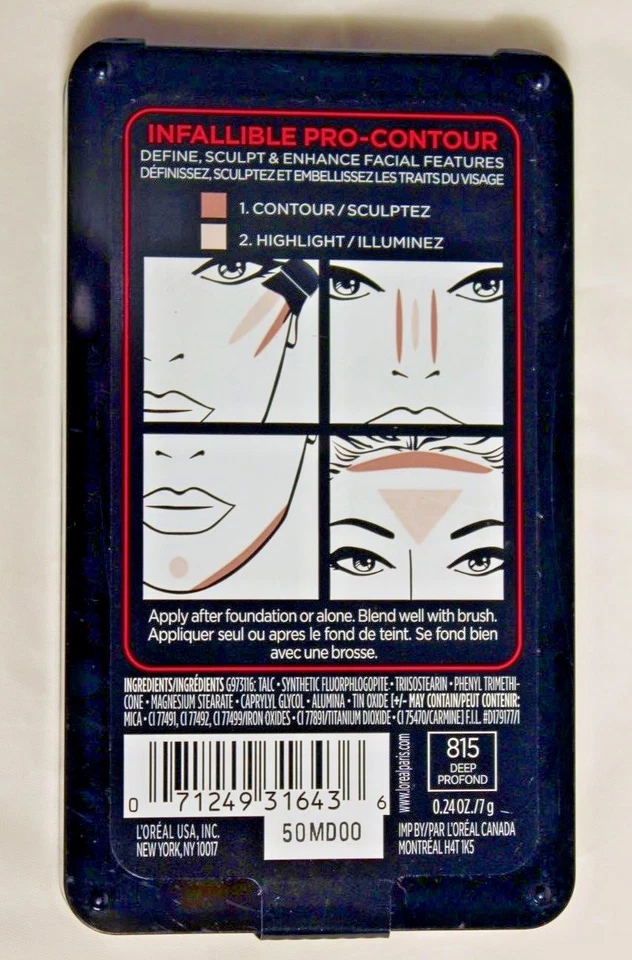 INFALLIBLE PRO-CONTOUR
DEFINE, SCULPT & ENHANCE FACIAL FEATURES
DÉFINISSEZ, SCULPTEZ ET EMBELLISSEZ LES TRAITS DU VISAGE
1. CONTOUR / SCULPTEZ
2. HIGHLIGHT / ILLUMINEZ
Apply after foundation or alone. Blend well with brush.
Appliquer seul ou apres le fond de teint. Se fond bien
avec une brosse.
INGREDIENTS/INGRÉDIENTS G973116: TALC • SYNTHETIC FLUORPHLOGOPITE • TRIISOSTEARIN • PHENYL TRIMETHI-
CONE • MAGNESIUM STEARATE • CAPRYLYL GLYCOL • ALUMINA • TIN OXIDE [+/- MAY CONTAIN/PEUT CONTENIR:
MICA • CI 77491, CI 77492, CI 77499/IRON OXIDES • CI 77891/TITANIUM DIOXIDE • CI 75470/CARMINE] F.I.L. #D179177/1
0 71249 31643 6
50MD00
L'ORÉAL USA, INC.
NEW YORK, NY 10017
www.lorealparis.com
815
DEEP
PROFOND
0.24 OZ./7 g
IMP BY/PAR L'ORÉAL CANADA
MONTRÉAL H4T 1K5